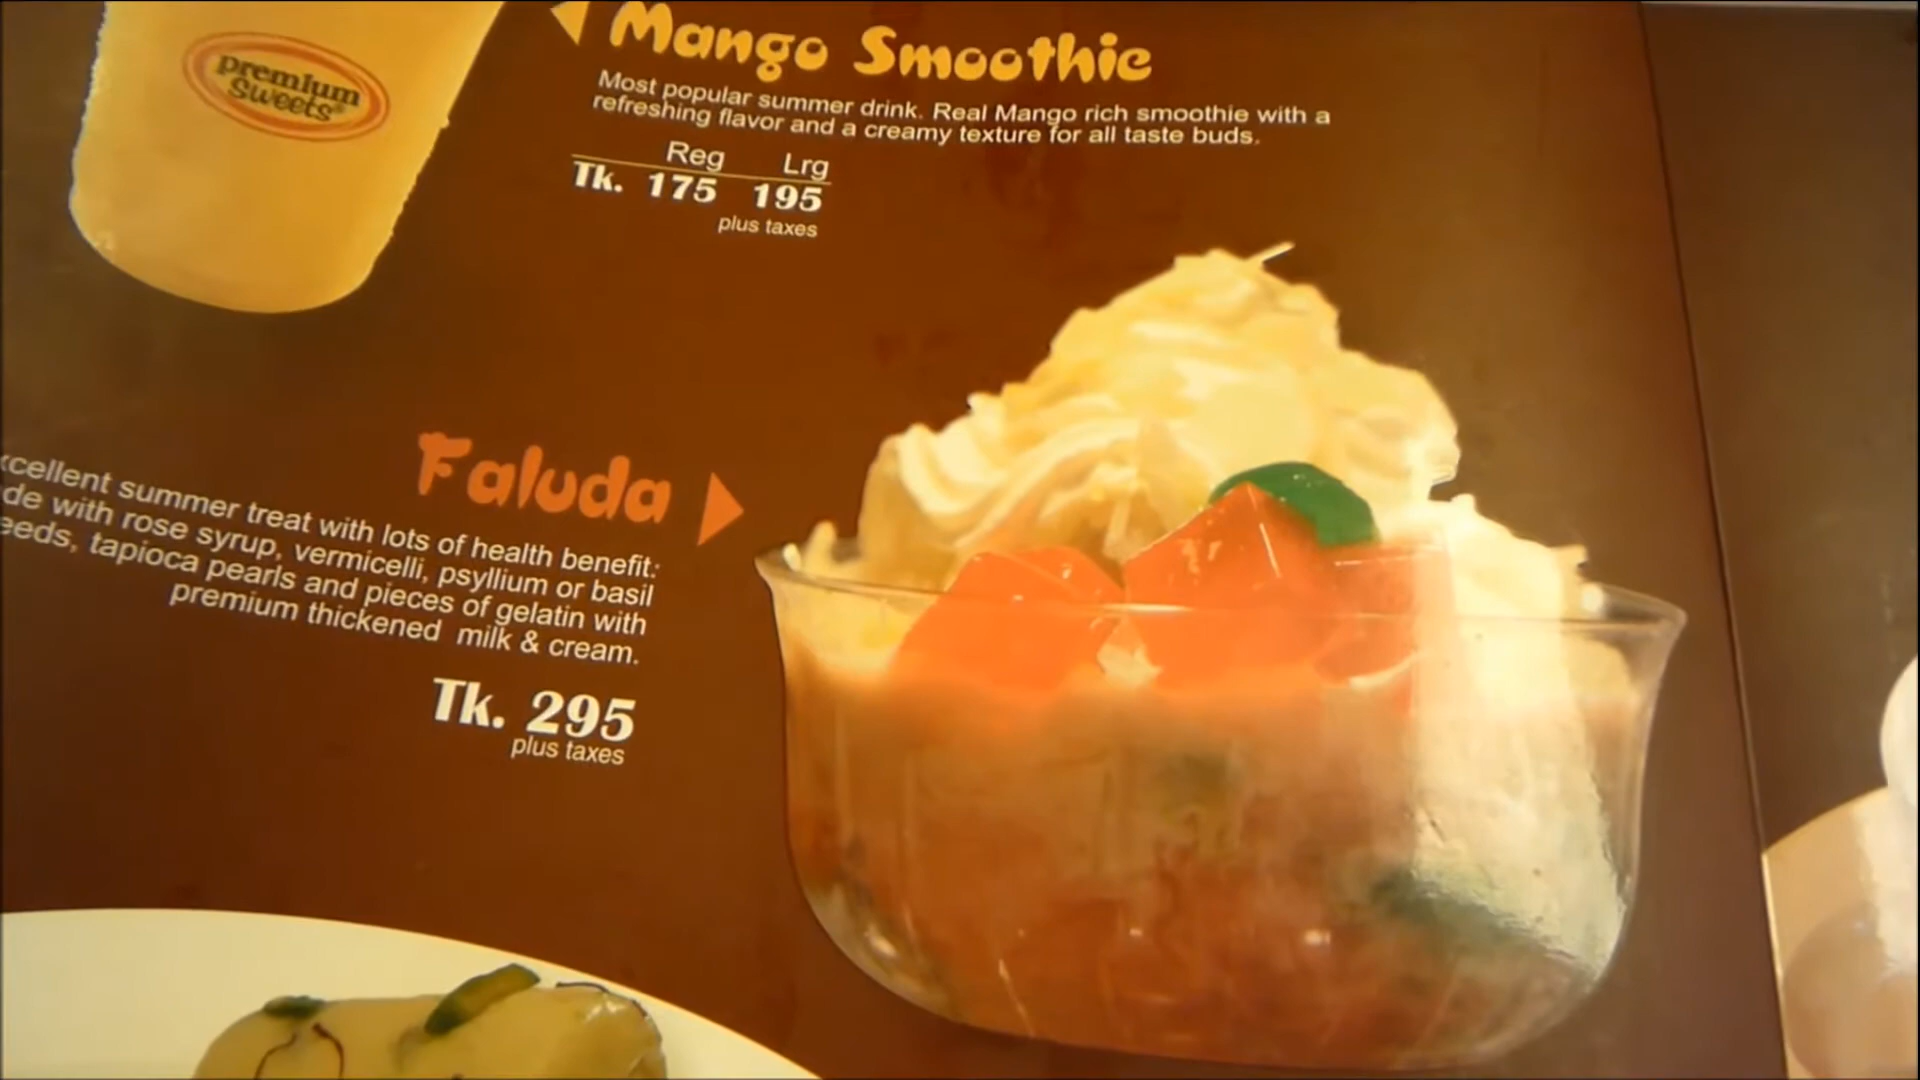 premium
Sweets®
Mango Smoothie
Most popular summer drink. Real Mango rich smoothie with a
refreshing flavor and a creamy texture for all taste buds.
Reg Lrg
Tk. 175 195
plus taxes
Faluda
summer treat with lots of health benefit:
with rose syrup, vermicelli, psyllium or basil
tapioca pearls and pieces of gelatin with
premium thickened milk & cream.
Tk. 295
plus taxes